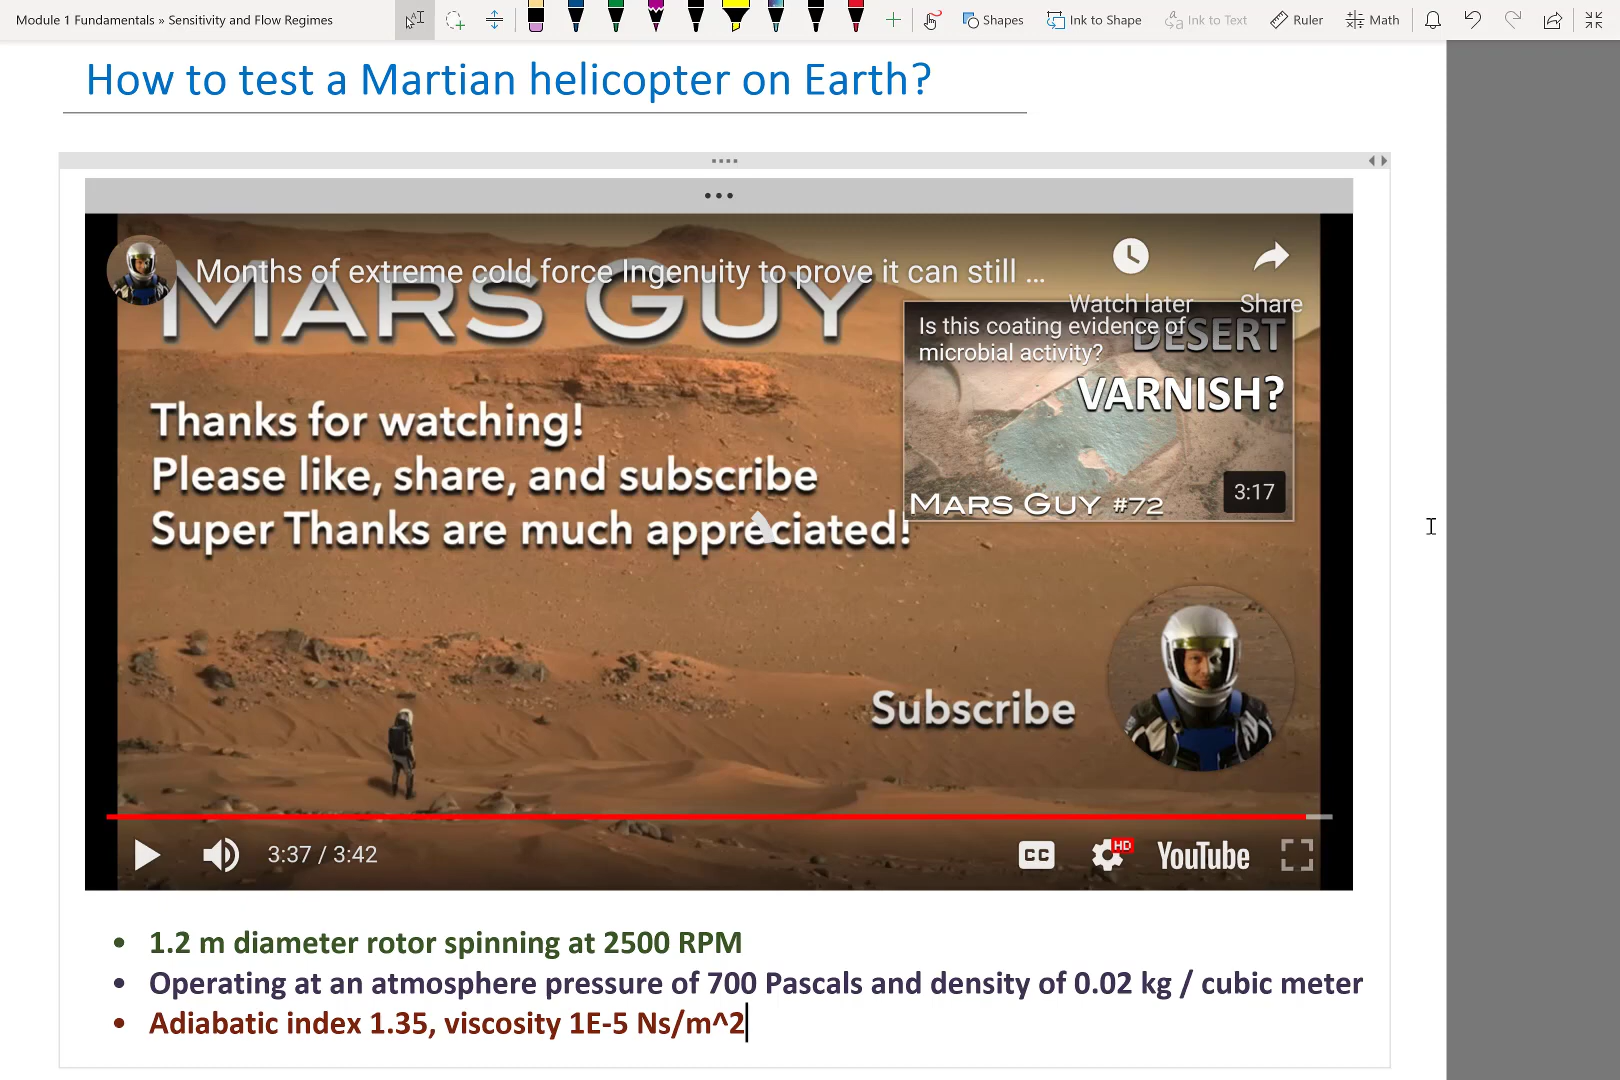 Module 1 Fundamentals » Sensitivity and Flow Regimes
Shapes
Ink to Shape
Ink to Text
Ruler
Math
How to test a Martian helicopter on Earth?
MARS GUY
Months of extreme cold force Ingenuity to prove it can still ...
Watch later
Share
Is this coating evidence of
microbial activity?
DESERT
VARNISH?
MARS GUY #72
3:17
Thanks for watching!
Please like, share, and subscribe
Super Thanks are much appreciated!
Subscribe
3:37 / 3:42
CC
HD
YouTube
• 1.2 m diameter rotor spinning at 2500 RPM
• Operating at an atmosphere pressure of 700 Pascals and density of 0.02 kg / cubic meter
• Adiabatic index 1.35, viscosity 1E-5 Ns/m^2